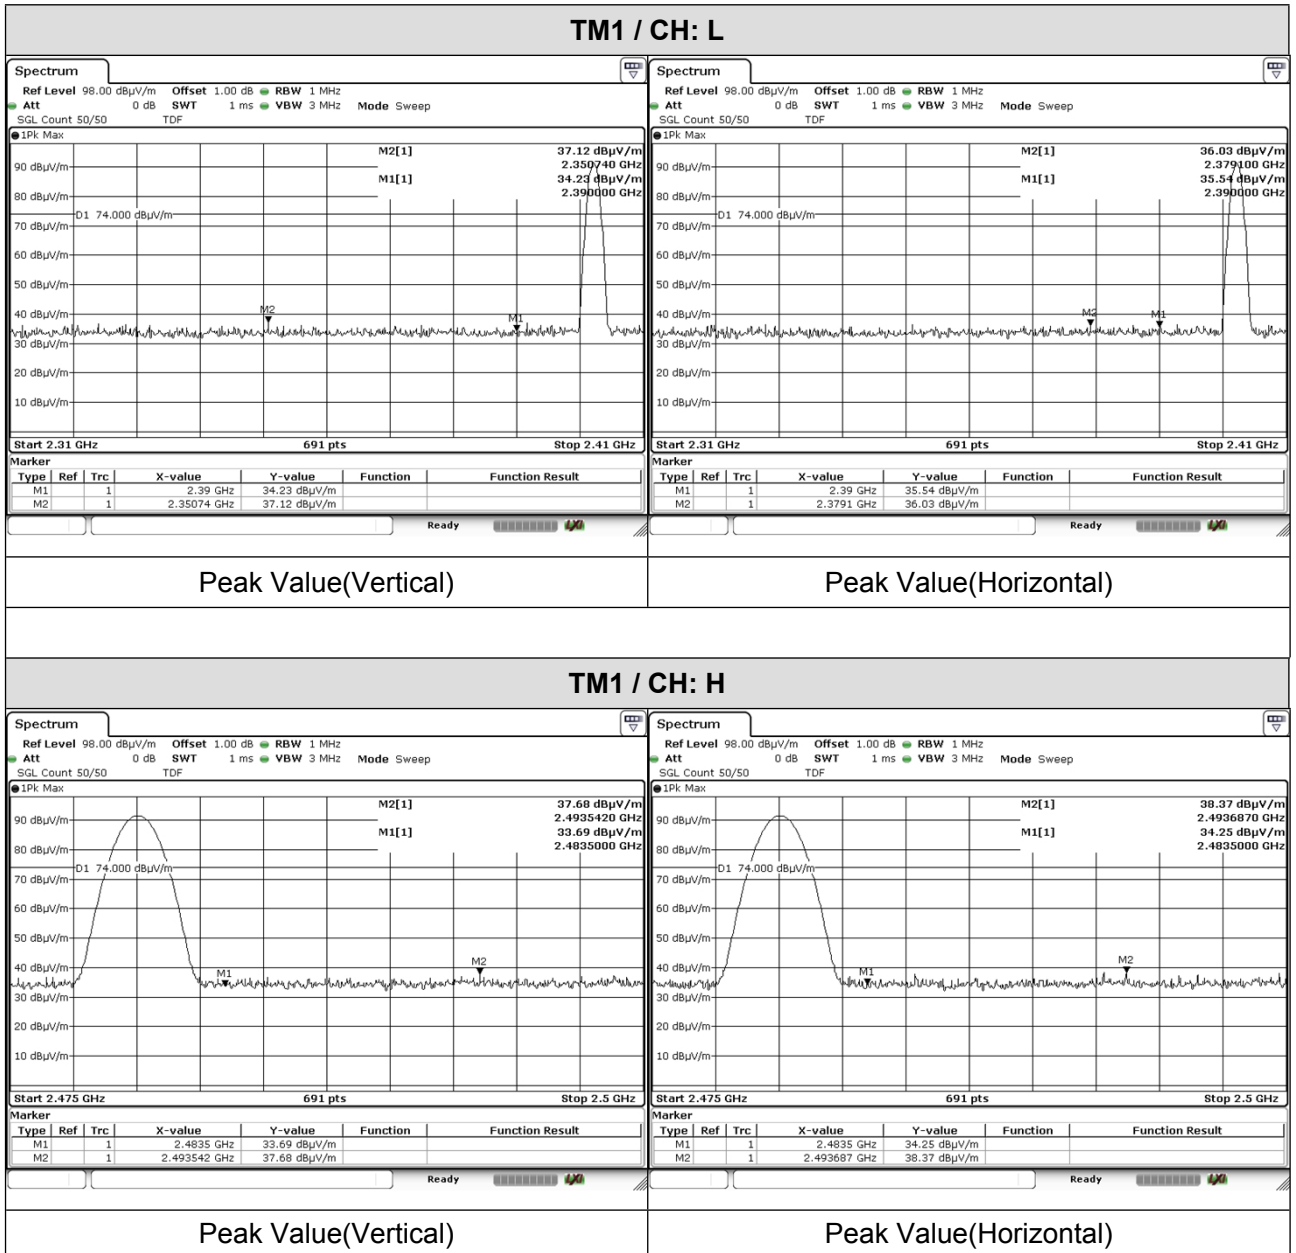 TM1 / CH: L
Spectrum
Ref Level 98.00 dBµV/m Offset 1.00 dB RBW 1 MHz
Att 0 dB SWT 1 ms VBW 3 MHz Mode Sweep
SGL Count 50/50 TDF
1Pk Max
M2[1] 37.12 dBµV/m
2.350740 GHz
90 dBµV/m
M1[1] 34.23 dBµV/m
2.390000 GHz
80 dBµV/m
D1 74.000 dBµV/m
70 dBµV/m
60 dBµV/m
50 dBµV/m
40 dBµV/m
M2
M1
30 dBµV/m
20 dBµV/m
10 dBµV/m
Start 2.31 GHz 691 pts Stop 2.41 GHz
Marker
Type Ref Trc X-value Y-value Function Function Result
M1 1 2.39 GHz 34.23 dBµV/m
M2 1 2.35074 GHz 37.12 dBµV/m
Ready LXI
Peak Value(Vertical)
Spectrum
Ref Level 98.00 dBµV/m Offset 1.00 dB RBW 1 MHz
Att 0 dB SWT 1 ms VBW 3 MHz Mode Sweep
SGL Count 50/50 TDF
1Pk Max
M2[1] 36.03 dBµV/m
2.379100 GHz
90 dBµV/m
M1[1] 35.54 dBµV/m
2.390000 GHz
80 dBµV/m
D1 74.000 dBµV/m
70 dBµV/m
60 dBµV/m
50 dBµV/m
40 dBµV/m
M2
M1
30 dBµV/m
20 dBµV/m
10 dBµV/m
Start 2.31 GHz 691 pts Stop 2.41 GHz
Marker
Type Ref Trc X-value Y-value Function Function Result
M1 1 2.39 GHz 35.54 dBµV/m
M2 1 2.3791 GHz 36.03 dBµV/m
Ready LXI
Peak Value(Horizontal)
TM1 / CH: H
Spectrum
Ref Level 98.00 dBµV/m Offset 1.00 dB RBW 1 MHz
Att 0 dB SWT 1 ms VBW 3 MHz Mode Sweep
SGL Count 50/50 TDF
1Pk Max
M2[1] 37.68 dBµV/m
2.4935420 GHz
90 dBµV/m
M1[1] 33.69 dBµV/m
2.4835000 GHz
80 dBµV/m
D1 74.000 dBµV/m
70 dBµV/m
60 dBµV/m
50 dBµV/m
40 dBµV/m
M2
M1
30 dBµV/m
20 dBµV/m
10 dBµV/m
Start 2.475 GHz 691 pts Stop 2.5 GHz
Marker
Type Ref Trc X-value Y-value Function Function Result
M1 1 2.4835 GHz 33.69 dBµV/m
M2 1 2.493542 GHz 37.68 dBµV/m
Ready LXI
Peak Value(Vertical)
Spectrum
Ref Level 98.00 dBµV/m Offset 1.00 dB RBW 1 MHz
Att 0 dB SWT 1 ms VBW 3 MHz Mode Sweep
SGL Count 50/50 TDF
1Pk Max
M2[1] 38.37 dBµV/m
2.4936870 GHz
90 dBµV/m
M1[1] 34.25 dBµV/m
2.4835000 GHz
80 dBµV/m
D1 74.000 dBµV/m
70 dBµV/m
60 dBµV/m
50 dBµV/m
40 dBµV/m
M2
M1
30 dBµV/m
20 dBµV/m
10 dBµV/m
Start 2.475 GHz 691 pts Stop 2.5 GHz
Marker
Type Ref Trc X-value Y-value Function Function Result
M1 1 2.4835 GHz 34.25 dBµV/m
M2 1 2.493687 GHz 38.37 dBµV/m
Ready LXI
Peak Value(Horizontal)